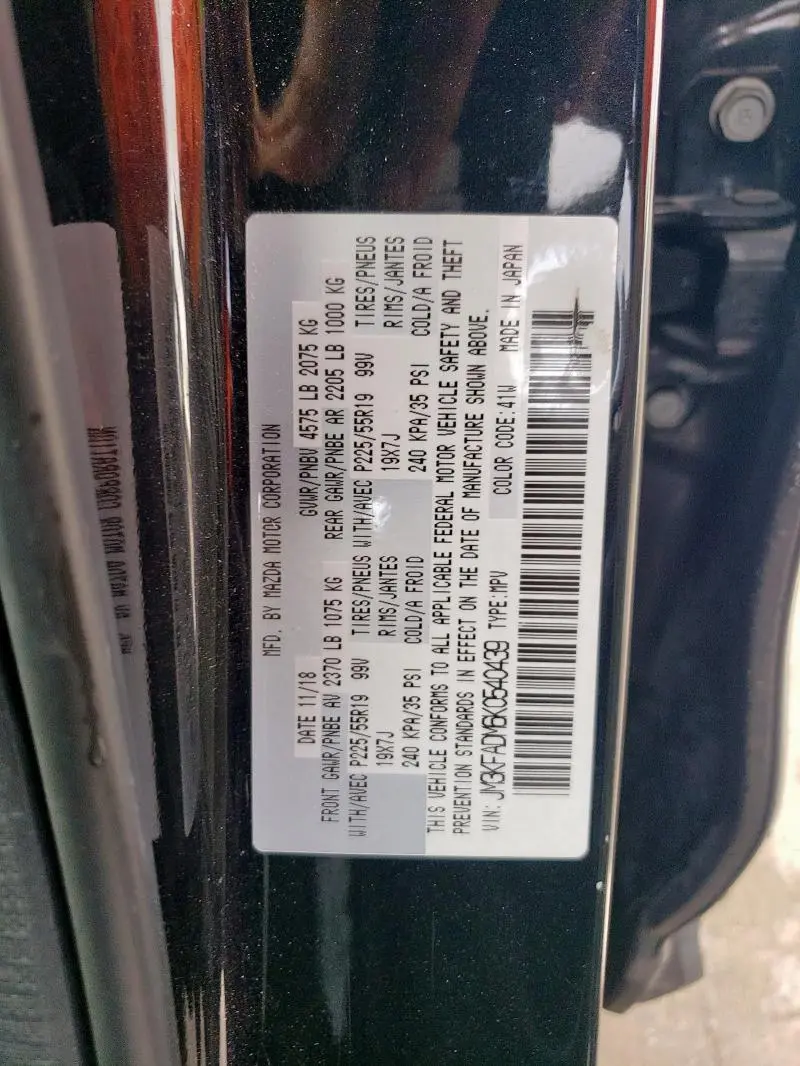 MFD. BY MAZDA MOTOR CORPORATION
DATE 11/18 GVWR/PNBV 4575 LB 2075 KG
FRONT GAWR/PNBE AV 2370 LB 1075 KG REAR GAWR/PNBE AR 2205 LB 1000 KG
WITH/AVEC P225/55R19 99V TIRES/PNEUS WITH/AVEC P225/55R19 99V TIRES/PNEUS
19X7J RIMS/JANTES 19X7J RIMS/JANTES
240 KPA/35 PSI COLD/A FROID 240 KPA/35 PSI COLD/A FROID
THIS VEHICLE CONFORMS TO ALL APPLICABLE FEDERAL MOTOR VEHICLE SAFETY AND THEFT
PREVENTION STANDARDS IN EFFECT ON THE DATE OF MANUFACTURE SHOWN ABOVE.
VIN: JM3KFADM6K0540439 TYPE:MPV COLOR CODE:41W MADE IN JAPAN